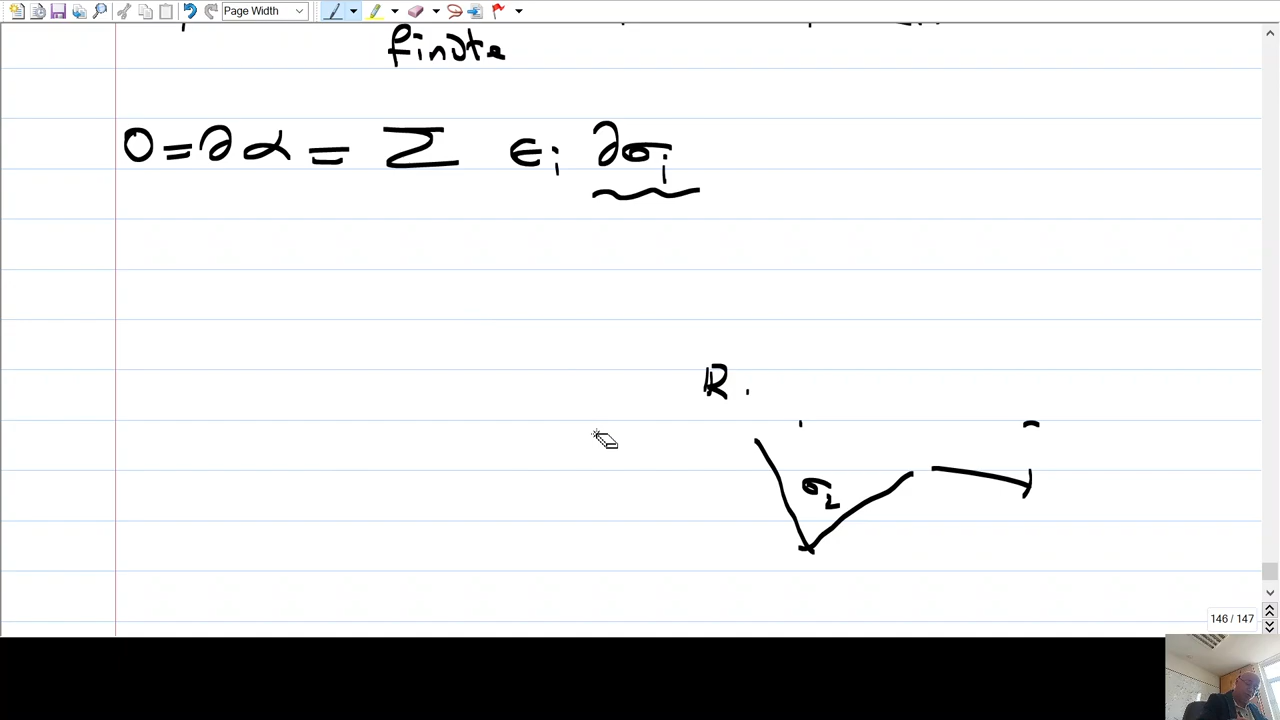 Page Width
finite
0 = ∂α = Σ ε_i ∂σ_i
R.
σ_2
146 / 147